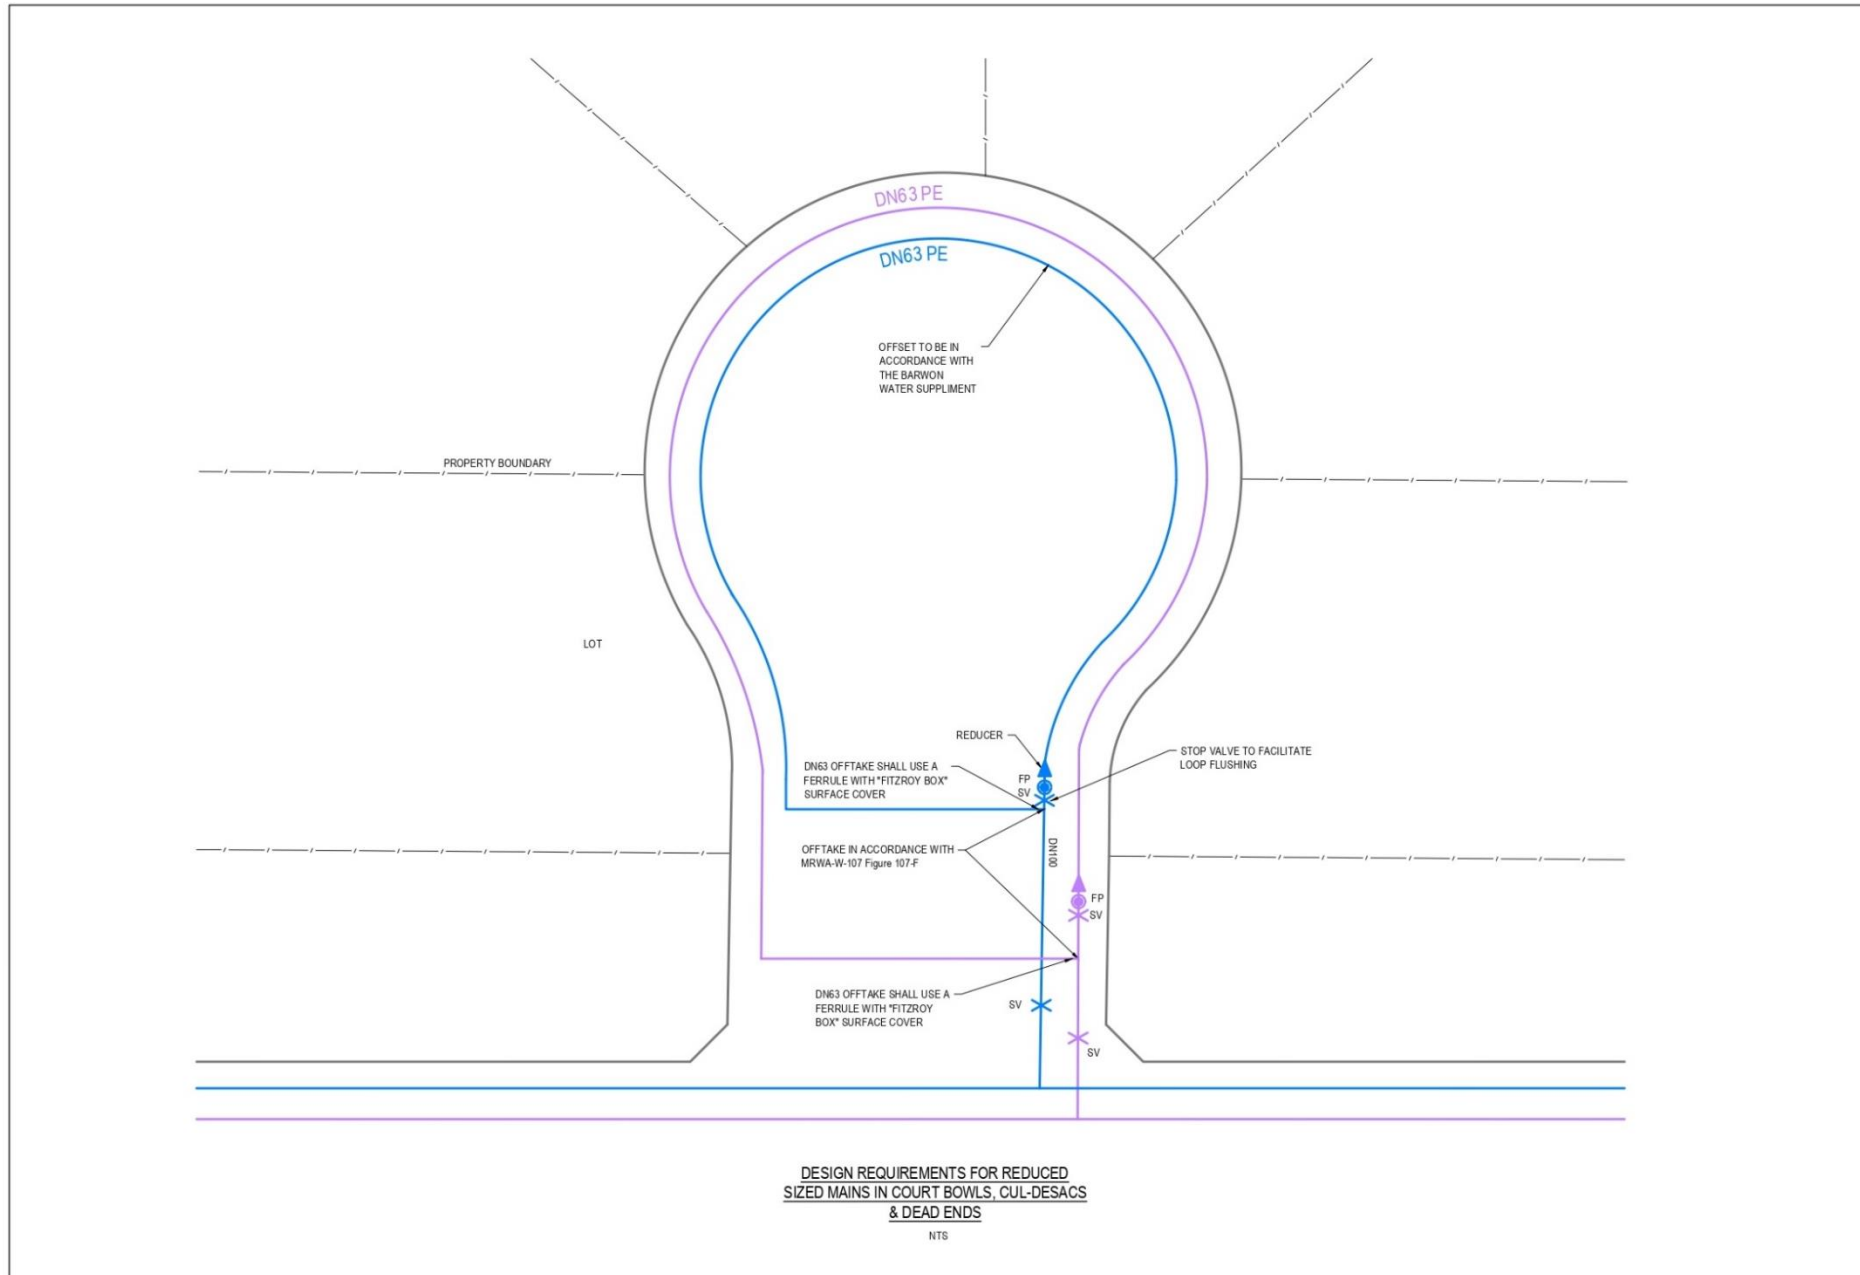 DN63 PE
DN63 PE
OFFSET TO BE IN
ACCORDANCE WITH
THE BARWON
WATER SUPPLIMENT
PROPERTY BOUNDARY
LOT
REDUCER
STOP VALVE TO FACILITATE
LOOP FLUSHING
DN63 OFFTAKE SHALL USE A
FERRULE WITH "FITZROY BOX"
SURFACE COVER
FP
SV
OFFTAKE IN ACCORDANCE WITH
MRWA-W-107 Figure 107-F
DN100
FP
SV
DN63 OFFTAKE SHALL USE A
FERRULE WITH "FITZROY
BOX" SURFACE COVER
SV
SV
DESIGN REQUIREMENTS FOR REDUCED
SIZED MAINS IN COURT BOWLS, CUL-DESACS
& DEAD ENDS
NTS